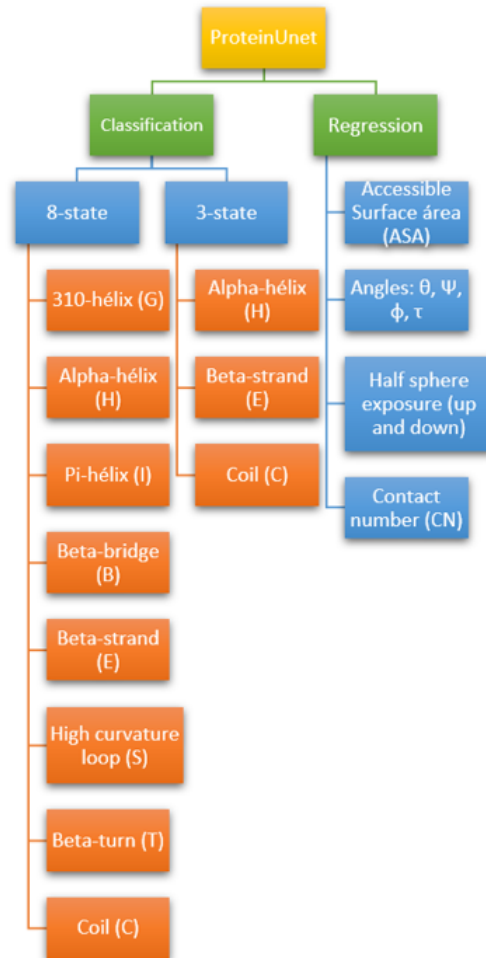 ProteinUnet
Classification
Regression
8-state
3-state
310-hélix (G)
Alpha-hélix
(H)
Pi-hélix (I)
Beta-bridge
(B)
Beta-strand
(E)
High curvature
loop (S)
Beta-turn (T)
Coil (C)
Alpha-hélix
(H)
Beta-strand
(E)
Coil (C)
Accessible
Surface área
(ASA)
Angles: θ, Ψ,
ϕ, τ
Half sphere
exposure (up
and down)
Contact
number (CN)